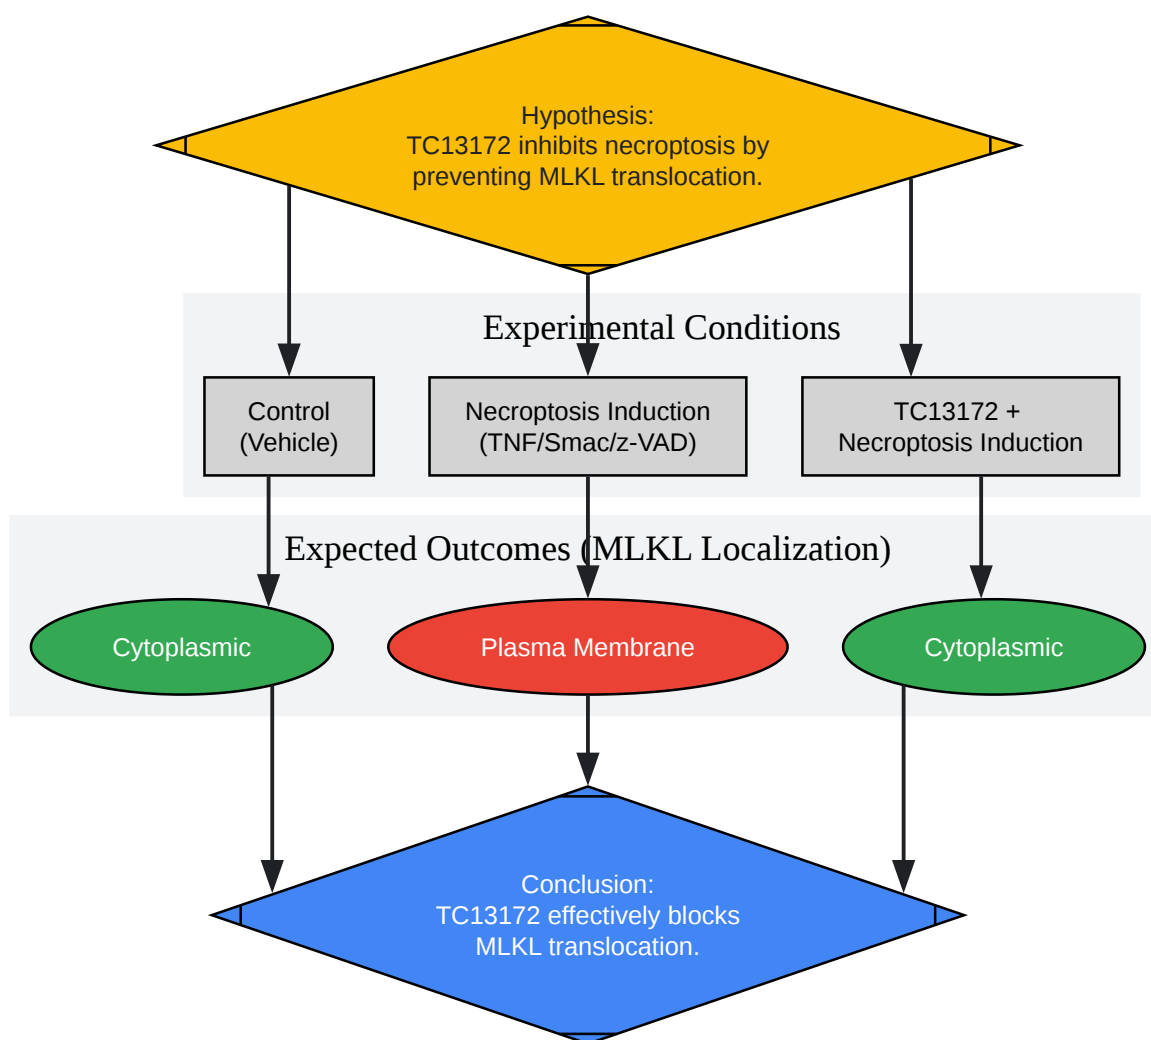 Hypothesis:
TC13172 inhibits necroptosis by
preventing MLKL translocation.
Experimental Conditions
Control
(Vehicle)
Necroptosis Induction
(TNF/Smac/z-VAD)
TC13172 +
Necroptosis Induction
Expected Outcomes (MLKL Localization)
Cytoplasmic
Plasma Membrane
Cytoplasmic
Conclusion:
TC13172 effectively blocks
MLKL translocation.